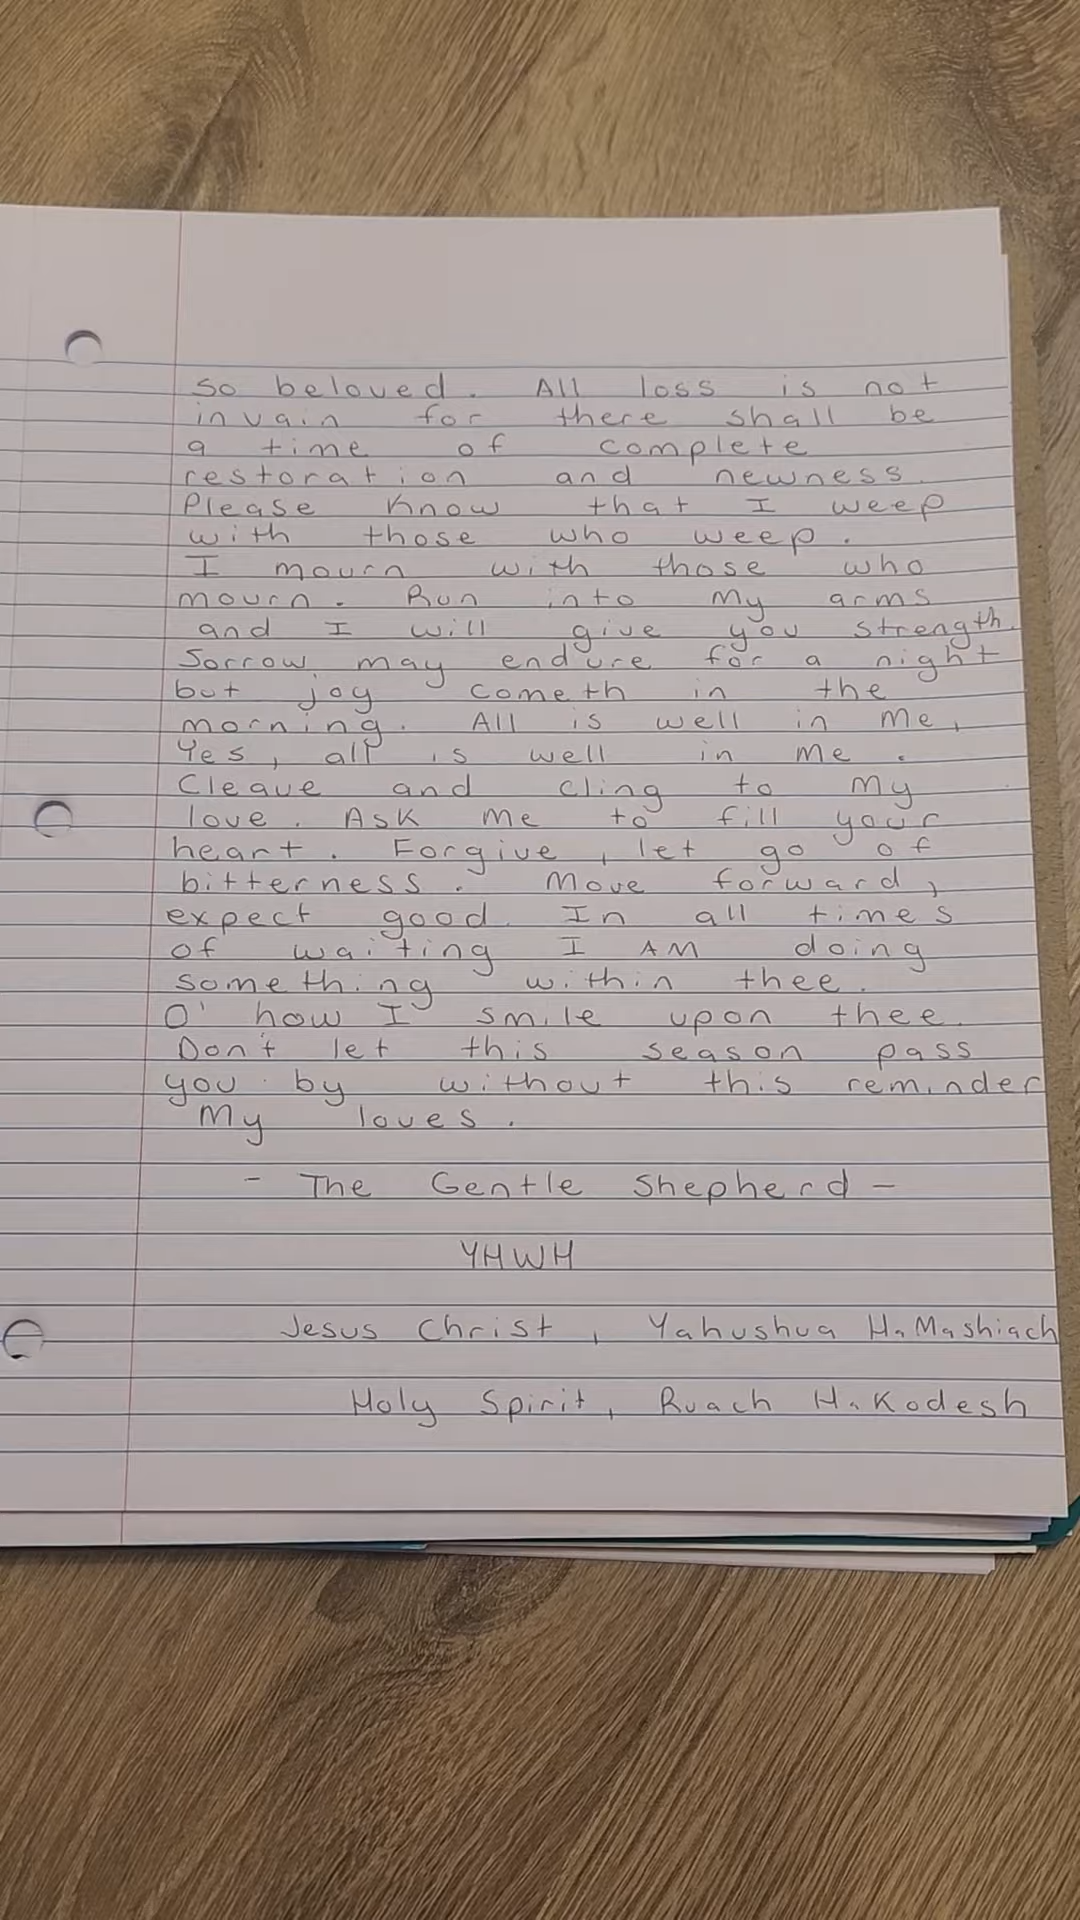 So beloved. All loss is not
invain for there shall be
a time of complete
restoration and newness.
Please know that I weep
with those who weep.
I mourn with those who
mourn. Run into My arms
and I will give you strength.
Sorrow may endure for a night
but joy cometh in the
morning. All is well in Me,
Yes, all is well in Me.
Cleave and cling to My
love. Ask Me to fill your
heart. Forgive, let go of
bitterness. Move forward,
expect good. In all times
of waiting I AM doing
something within thee.
O' how I smile upon thee.
Don't let this season pass
you by without this reminder
My loves.
- The Gentle Shepherd -
YHWH
Jesus Christ, Yahushua HaMashiach
Holy Spirit, Ruach HaKodesh